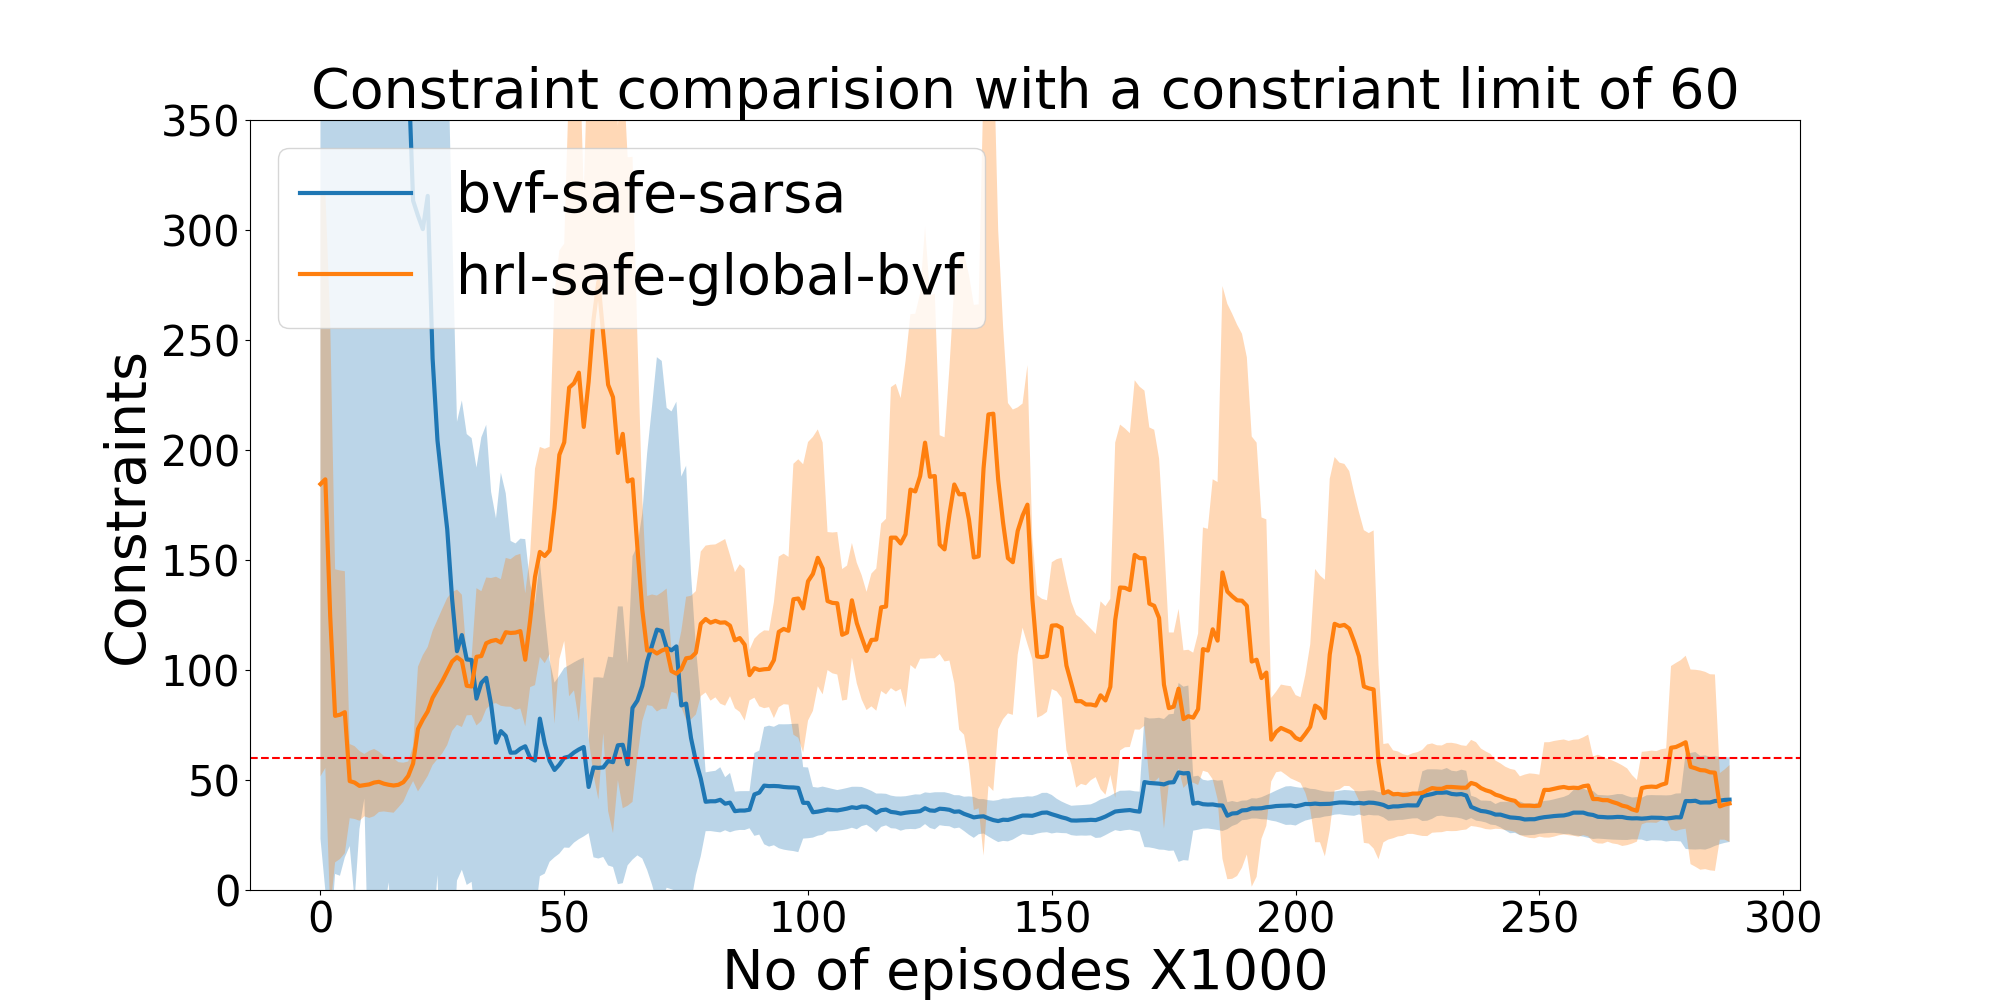 Constraint comparision with a constriant limit of 60
350
300
250
200
150
100
50
0
Constraints
bvf-safe-sarsa
hrl-safe-global-bvf
0 50 100 150 200 250 300
No of episodes X1000